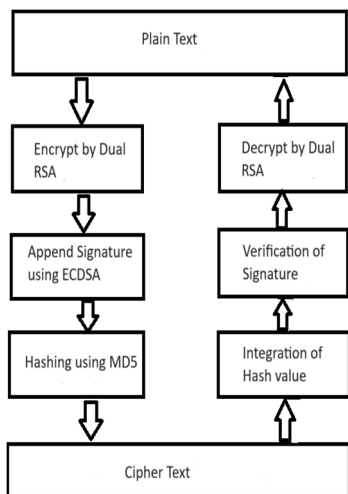 Plain Text
Encrypt by Dual
RSA
Decrypt by Dual
RSA
Append Signature
using ECDSA
Verification of
Signature
Hashing using MD5
Integration of
Hash value
Cipher Text